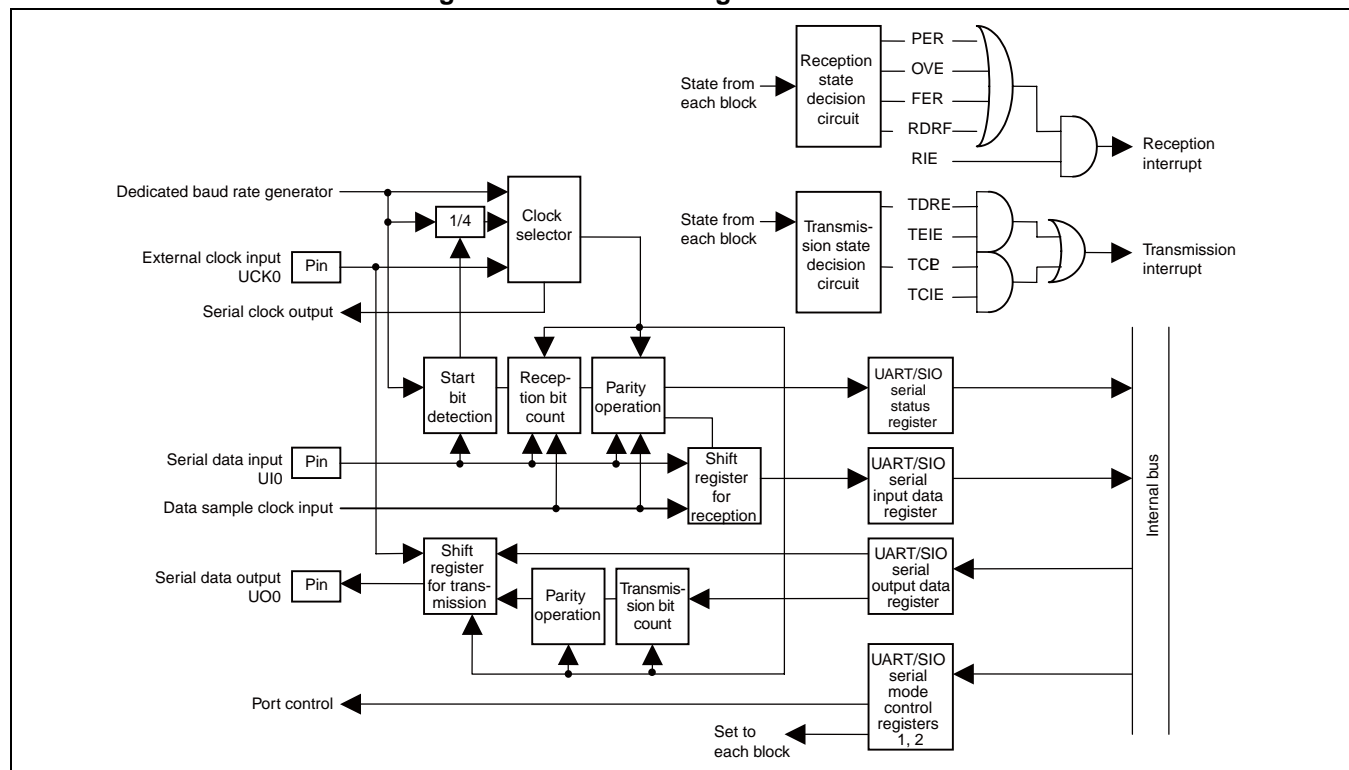 PER
OVE
FER
RDRF
RIE
Reception
state
decision
circuit
State from
each block
Reception
interrupt
TDRE
TEIE
TCIE
Transmis-
sion state
decision
circuit
State from
each block
Transmission
interrupt
Dedicated baud rate generator
1/4
Clock
selector
External clock input
UCK0
Pin
Serial clock output
Start
bit
detection
Recep-
tion bit
count
Parity
operation
UART/SIO
serial
status
register
Serial data input
UI0
Pin
Data sample clock input
Shift
register
for
reception
UART/SIO
serial
input data
register
Internal bus
Serial data output
UO0
Pin
Shift
register
for trans-
mission
Parity
operation
Transmis-
sion bit
count
UART/SIO
serial
output data
register
UART/SIO
serial
mode
control
registers
1, 2
Port control
Set to
each block